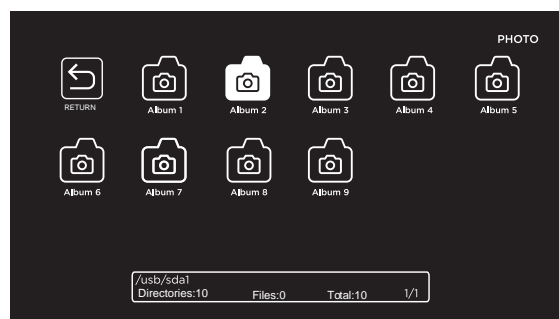 PHOTO
RETURN Album 1 Album 2 Album 3 Album 4 Album 5
Album 6 Album 7 Album 8 Album 9
/usb/sda1
Directories:10 Files:0 Total:10 1/1